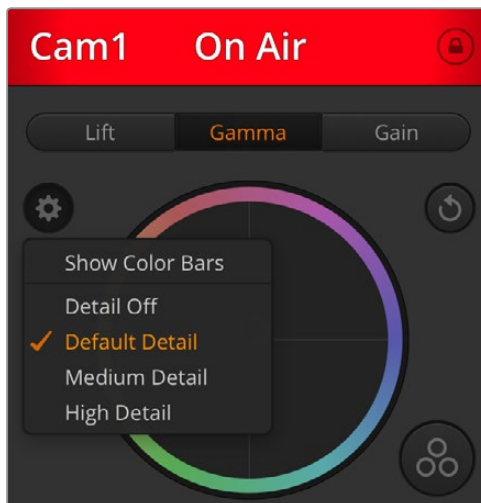 Cam1 On Air
Lift Gamma Gain
Show Color Bars
Detail Off
Default Detail
Medium Detail
High Detail